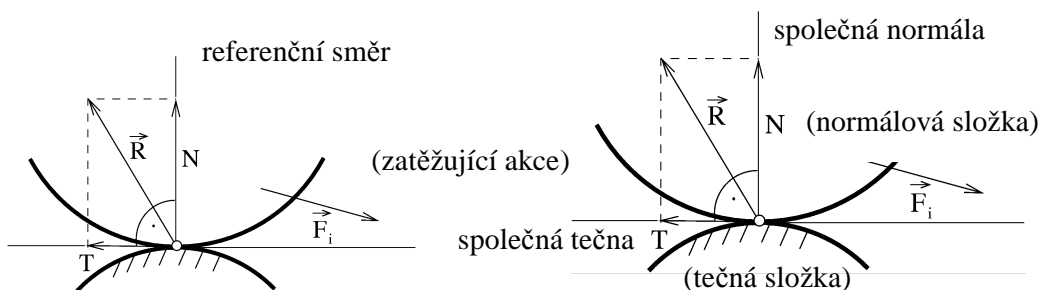 referenční směr
R
N
(zatěžující akce)
F_i
T
společná normála
R
N
(normálová složka)
F_i
společná tečna
T
(tečná složka)